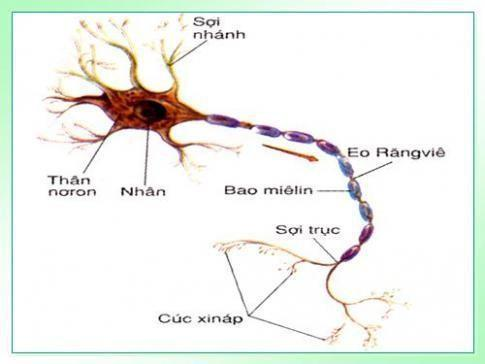 Sợi
nhánh
Eo Răngviê
Thân
nơron
Nhân
Bao miêlin
Sợi trục
Cúc xináp